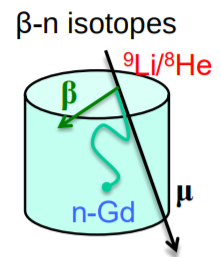 β-n isotopes
⁹Li/⁸He
β
μ
n-Gd